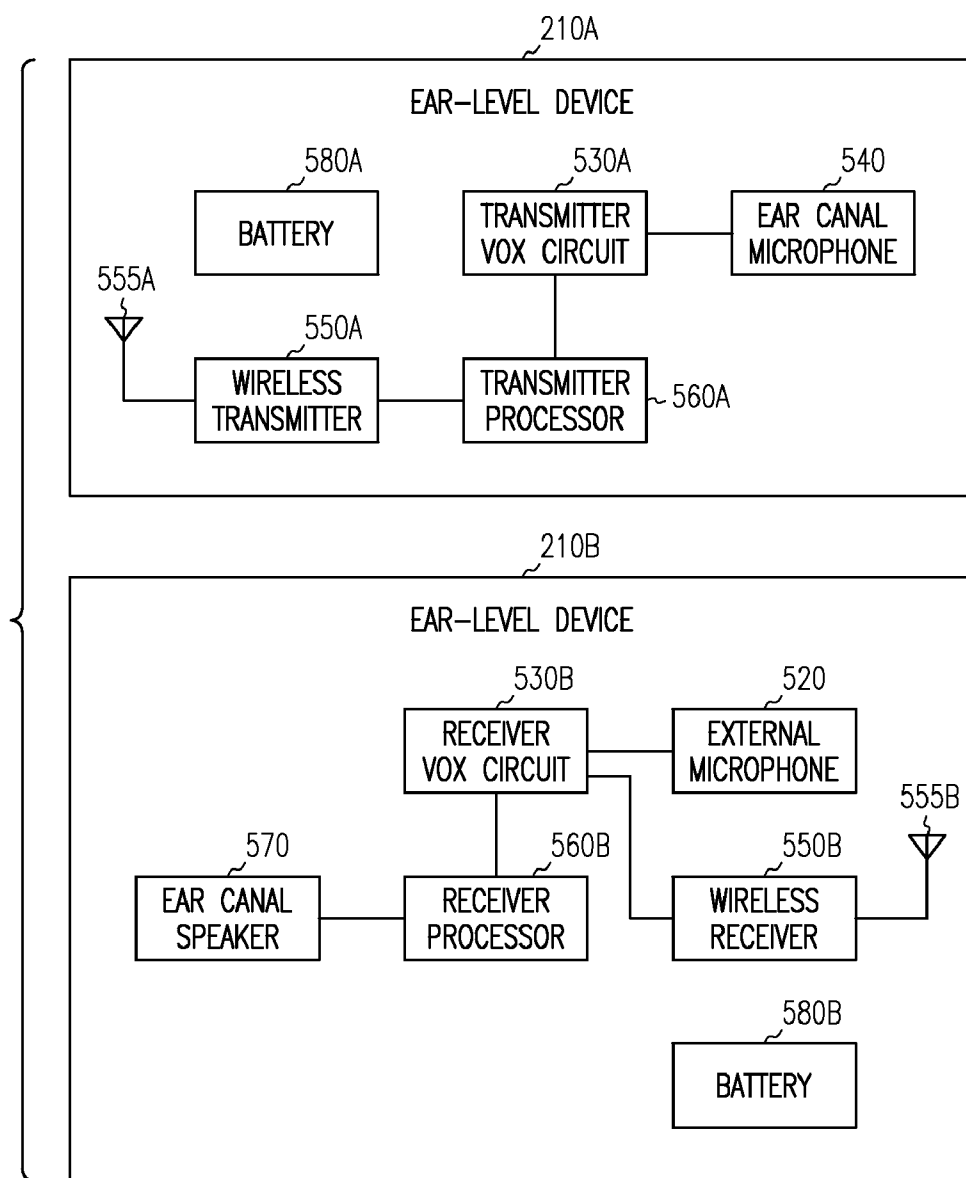 210A
EAR-LEVEL DEVICE
580A
530A
540
BATTERY
TRANSMITTER
VOX CIRCUIT
EAR CANAL
MICROPHONE
555A
550A
WIRELESS
TRANSMITTER
TRANSMITTER
PROCESSOR
560A
210B
EAR-LEVEL DEVICE
530B
520
RECEIVER
VOX CIRCUIT
EXTERNAL
MICROPHONE
555B
570
560B
550B
EAR CANAL
SPEAKER
RECEIVER
PROCESSOR
WIRELESS
RECEIVER
580B
BATTERY